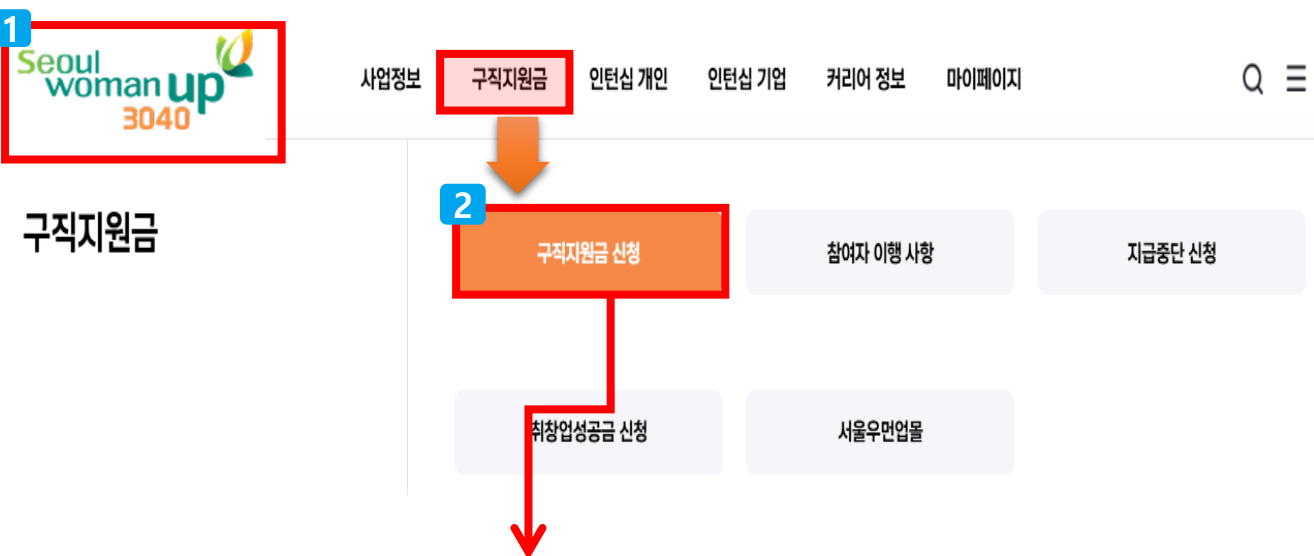 1
Seoul
woman up
3040
사업정보 구직지원금 인턴십 개인 인턴십 기업 커리어 정보 마이페이지
구직지원금
2
구직지원금 신청 참여자 이행 사항 지급중단 신청
취창업성공금 신청 서울우먼업몰